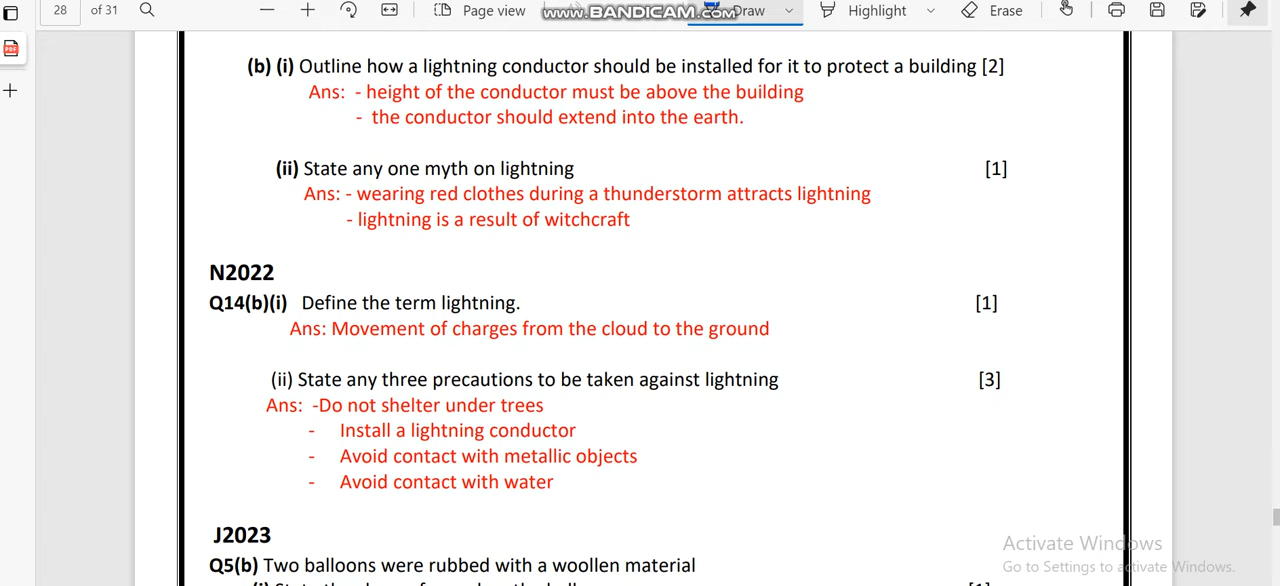 28 of 31 Page view www.BANDICAM.com Draw Highlight Erase
(b) (i) Outline how a lightning conductor should be installed for it to protect a building [2]
Ans: - height of the conductor must be above the building
- the conductor should extend into the earth.
(ii) State any one myth on lightning [1]
Ans: - wearing red clothes during a thunderstorm attracts lightning
- lightning is a result of witchcraft
N2022
Q14(b)(i) Define the term lightning. [1]
Ans: Movement of charges from the cloud to the ground
(ii) State any three precautions to be taken against lightning [3]
Ans: -Do not shelter under trees
- Install a lightning conductor
- Avoid contact with metallic objects
- Avoid contact with water
J2023
Q5(b) Two balloons were rubbed with a woollen material
Activate Windows
Go to Settings to activate Windows.